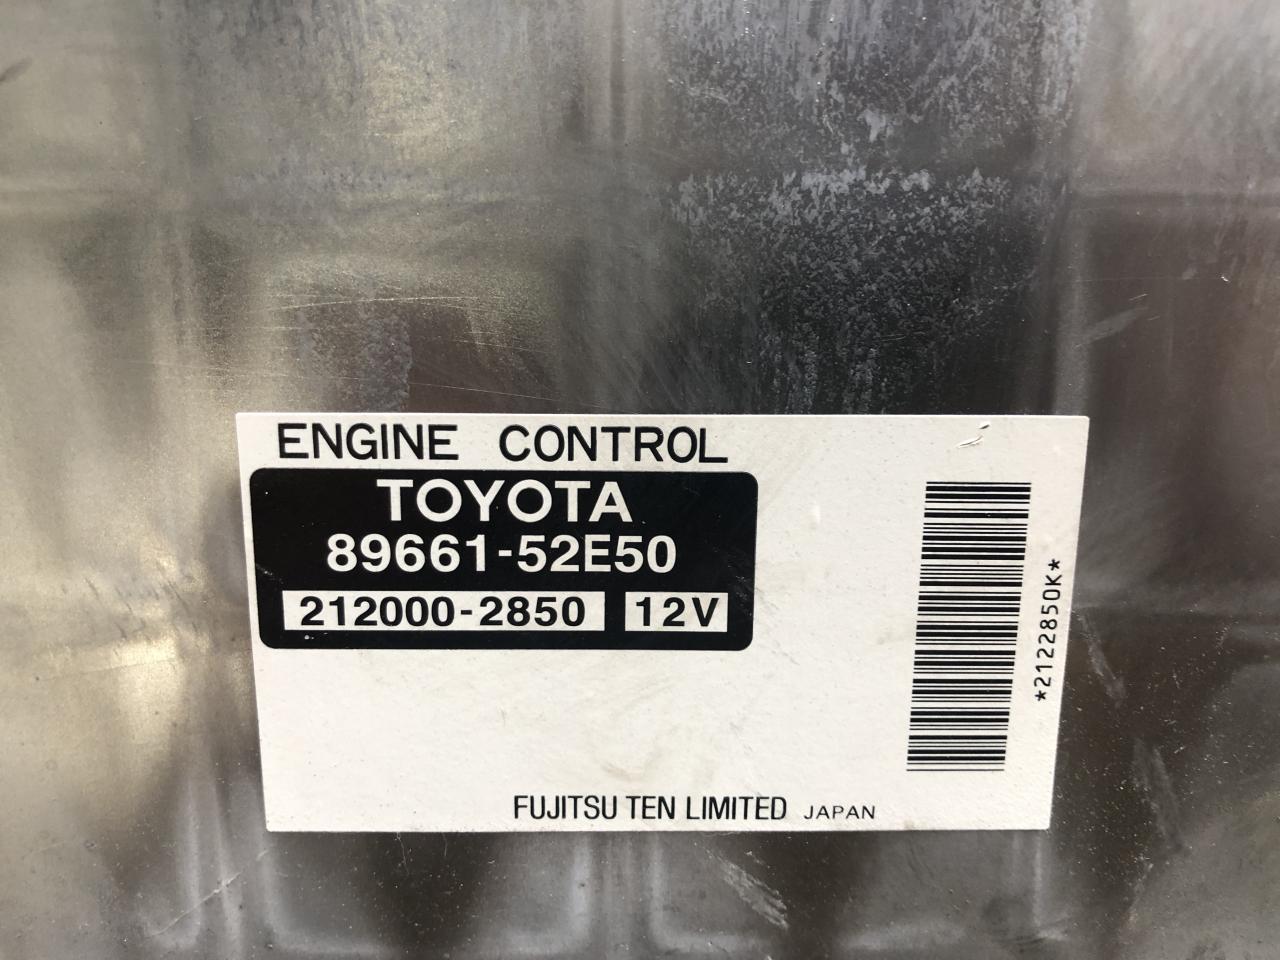 ENGINE CONTROL
TOYOTA
89661-52E50
212000-2850 12V
*2122850K*
FUJITSU TEN LIMITED JAPAN